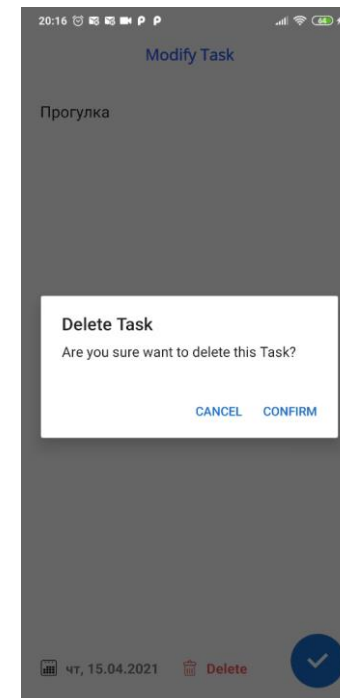 20:16
44
Modify Task
Прогулка
Delete Task
Are you sure want to delete this Task?
CANCEL CONFIRM
чт, 15.04.2021 Delete